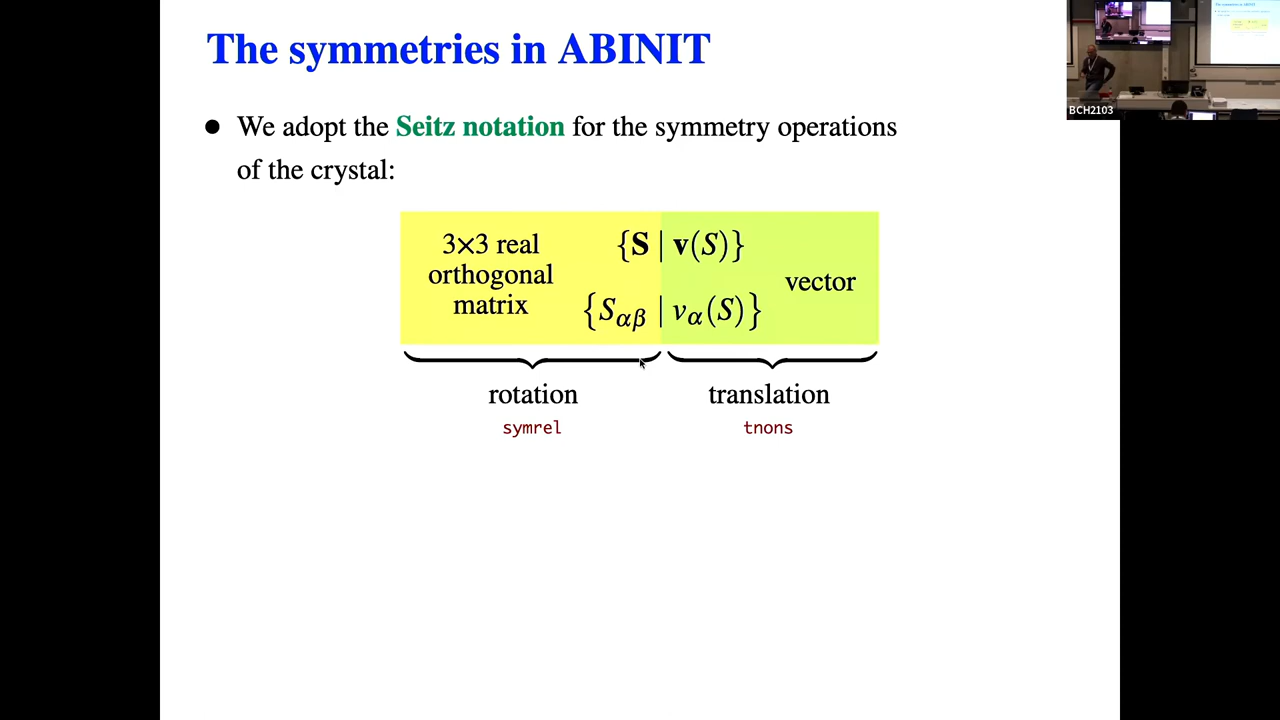 The symmetries in ABINIT
● We adopt the Seitz notation for the symmetry operations
of the crystal:
3×3 real
orthogonal
matrix
{S | v(S)}
{Sαβ | vα(S)}
vector
rotation
translation
symrel
tnons
BCH2103